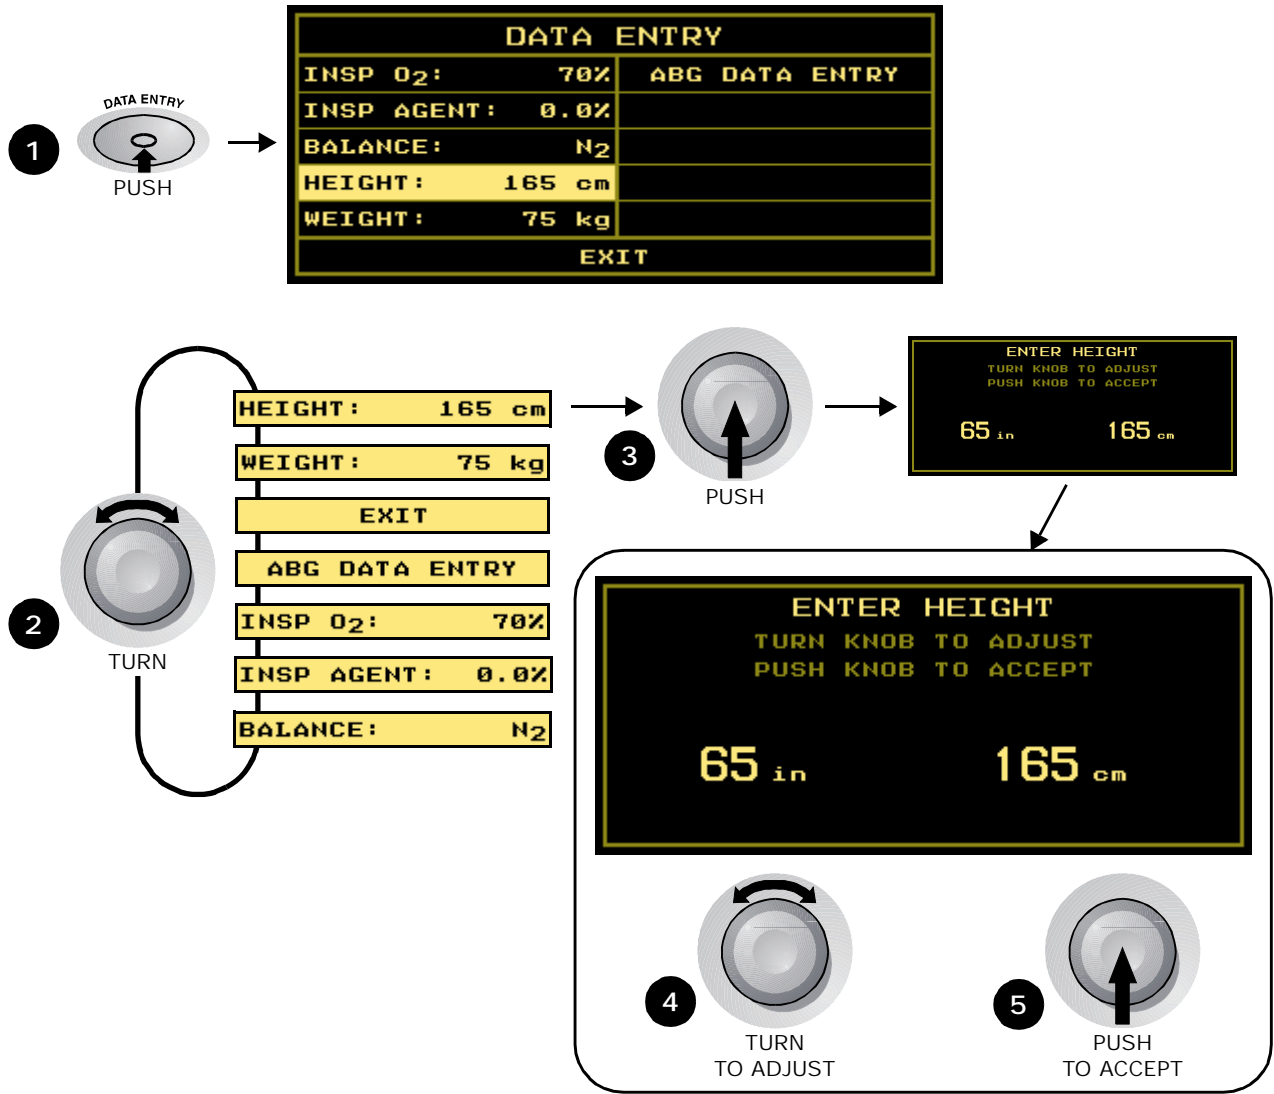 DATA ENTRY
INSP O2: 70% ABG DATA ENTRY
INSP AGENT: 0.0%
BALANCE: N2
HEIGHT: 165 cm
WEIGHT: 75 kg
EXIT
DATA ENTRY
1
PUSH
HEIGHT: 165 cm
WEIGHT: 75 kg
EXIT
ABG DATA ENTRY
INSP O2: 70%
INSP AGENT: 0.0%
BALANCE: N2
2
TURN
3
PUSH
ENTER HEIGHT
TURN KNOB TO ADJUST
PUSH KNOB TO ACCEPT
65 in 165 cm
ENTER HEIGHT
TURN KNOB TO ADJUST
PUSH KNOB TO ACCEPT
65 in 165 cm
4
TURN
TO ADJUST
5
PUSH
TO ACCEPT